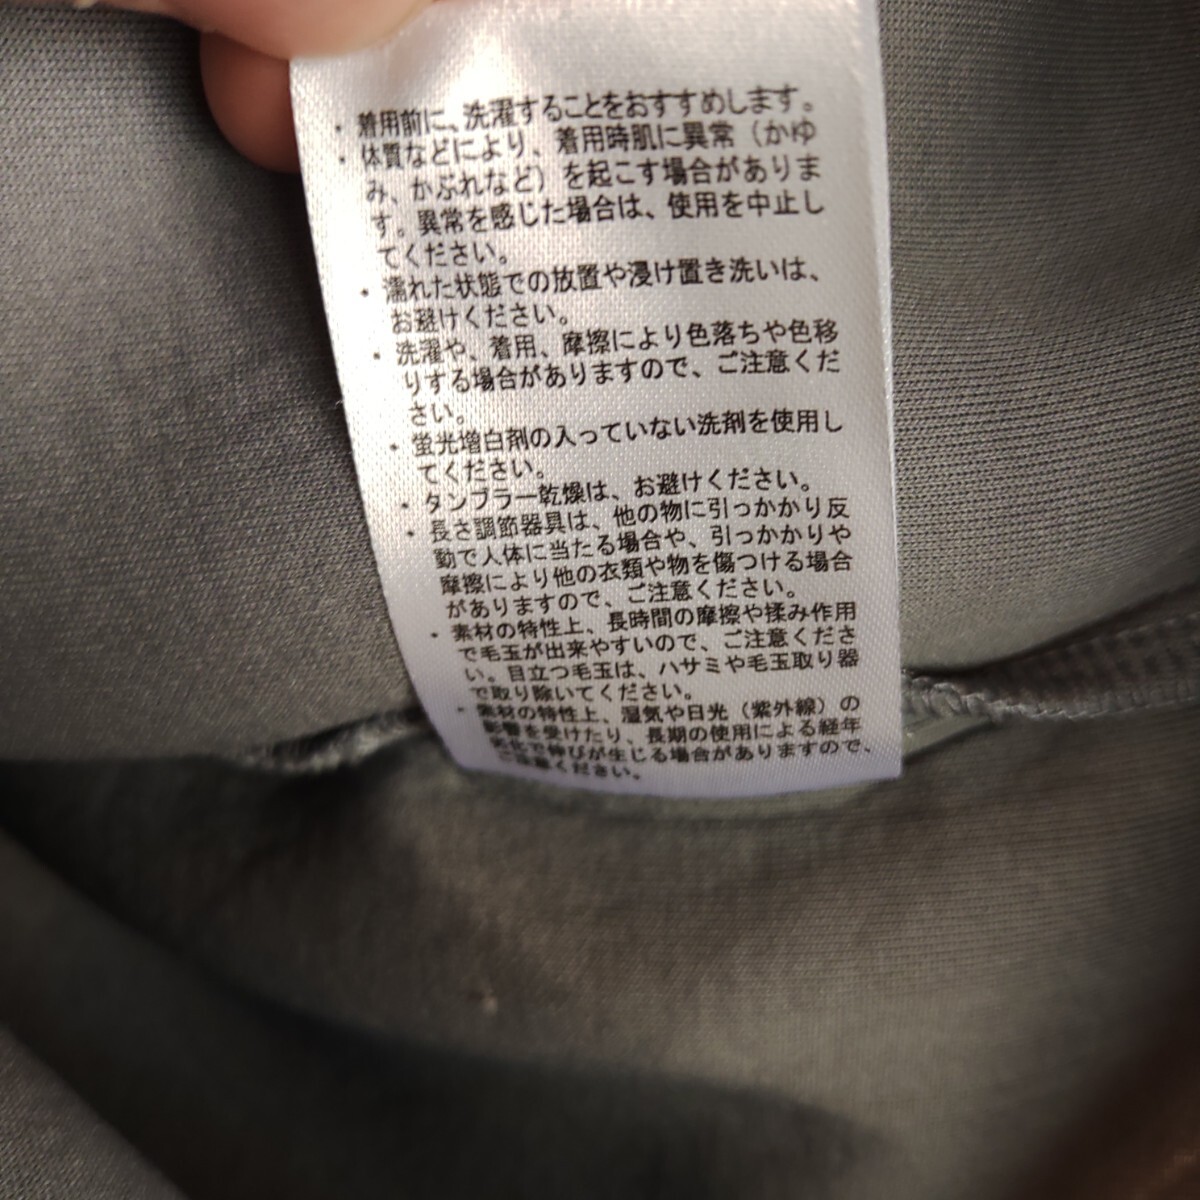 ・着用前に、洗濯することをおすすめします。
・体質などにより、着用時肌に異常（かゆ
み、かぶれなど）を起こす場合がありま
す。異常を感じた場合は、使用を中止し
てください。
・濡れた状態での放置や浸け置き洗いは、
お避けください。
・洗濯や、着用、摩擦により色落ちや色移
りする場合がありますので、ご注意くだ
さい。
・蛍光増白剤の入っていない洗剤を使用し
てください。
・タンブラー乾燥は、お避けください。
・長さ調節器具は、他の物に引っかかり反
動で人体に当たる場合や、引っかかりや
摩擦により他の衣類や物を傷つける場合
がありますので、ご注意ください。
・素材の特性上、長時間の摩擦や揉み作用
で毛玉が出来やすいので、ご注意くださ
い。目立つ毛玉は、ハサミや毛玉取り器
で取り除いてください。
・素材の特性上、湿気や日光（紫外線）の
影響を受けたり、長期の使用による経年
劣化で伸びが生じる場合がありますので、
ご注意ください。